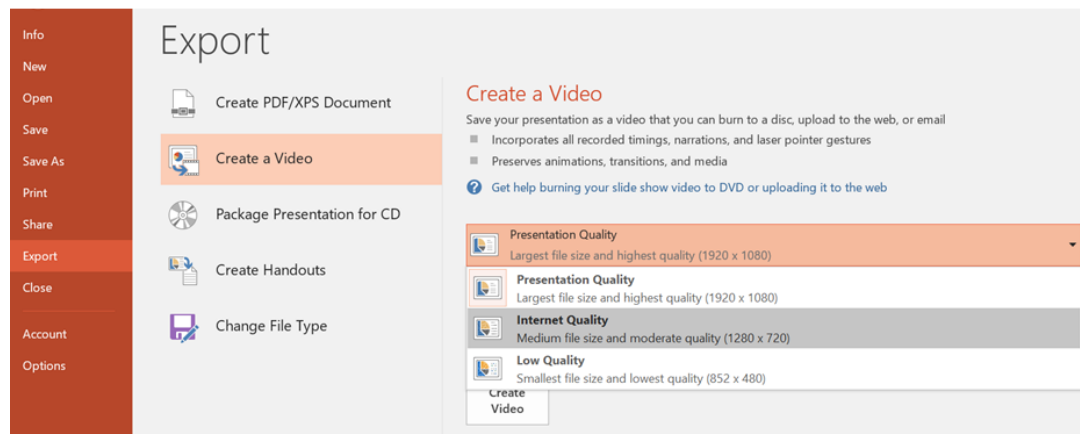 Info
New
Open
Save
Save As
Print
Share
Export
Close
Account
Options
Export
Create PDF/XPS Document
Create a Video
Package Presentation for CD
Create Handouts
Change File Type
Create a Video
Save your presentation as a video that you can burn to a disc, upload to the web, or email
Incorporates all recorded timings, narrations, and laser pointer gestures
Preserves animations, transitions, and media
Get help burning your slide show video to DVD or uploading it to the web
Presentation Quality
Largest file size and highest quality (1920 x 1080)
Presentation Quality
Largest file size and highest quality (1920 x 1080)
Internet Quality
Medium file size and moderate quality (1280 x 720)
Low Quality
Smallest file size and lowest quality (852 x 480)
Create
Video